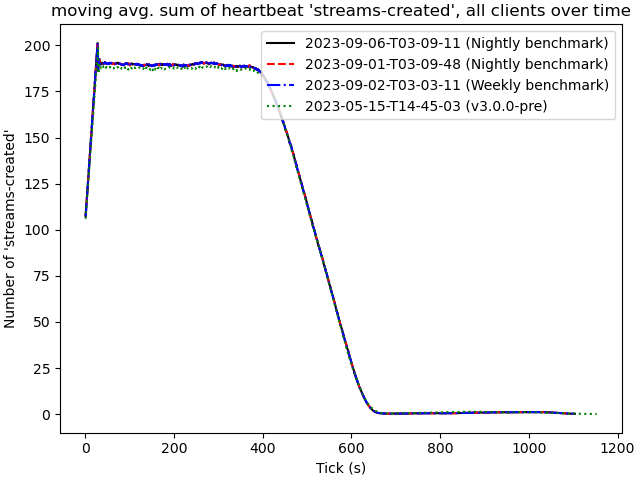 moving avg. sum of heartbeat 'streams-created', all clients over time
2023-09-06-T03-09-11 (Nightly benchmark)
2023-09-01-T03-09-48 (Nightly benchmark)
2023-09-02-T03-03-11 (Weekly benchmark)
2023-05-15-T14-45-03 (v3.0.0-pre)
Number of 'streams-created'
200
175
150
125
100
75
50
25
0
0 200 400 600 800 1000 1200
Tick (s)